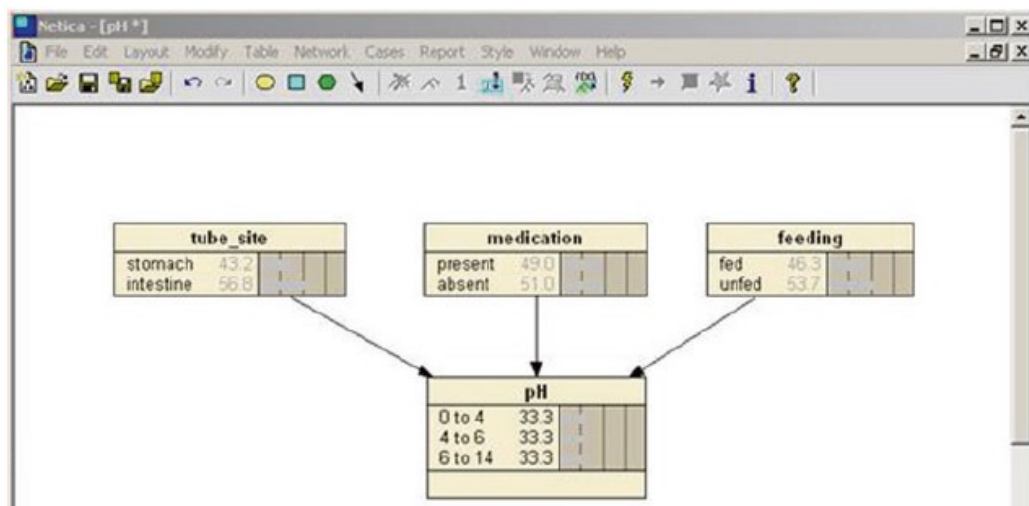 Netica - [pH *]
File Edit Layout Modify Table Network Cases Report Style Window Help
tube_site
stomach 43.2
intestine 56.8
medication
present 49.0
absent 51.0
feeding
fed 46.3
unfed 53.7
pH
0 to 4 33.3
4 to 6 33.3
6 to 14 33.3